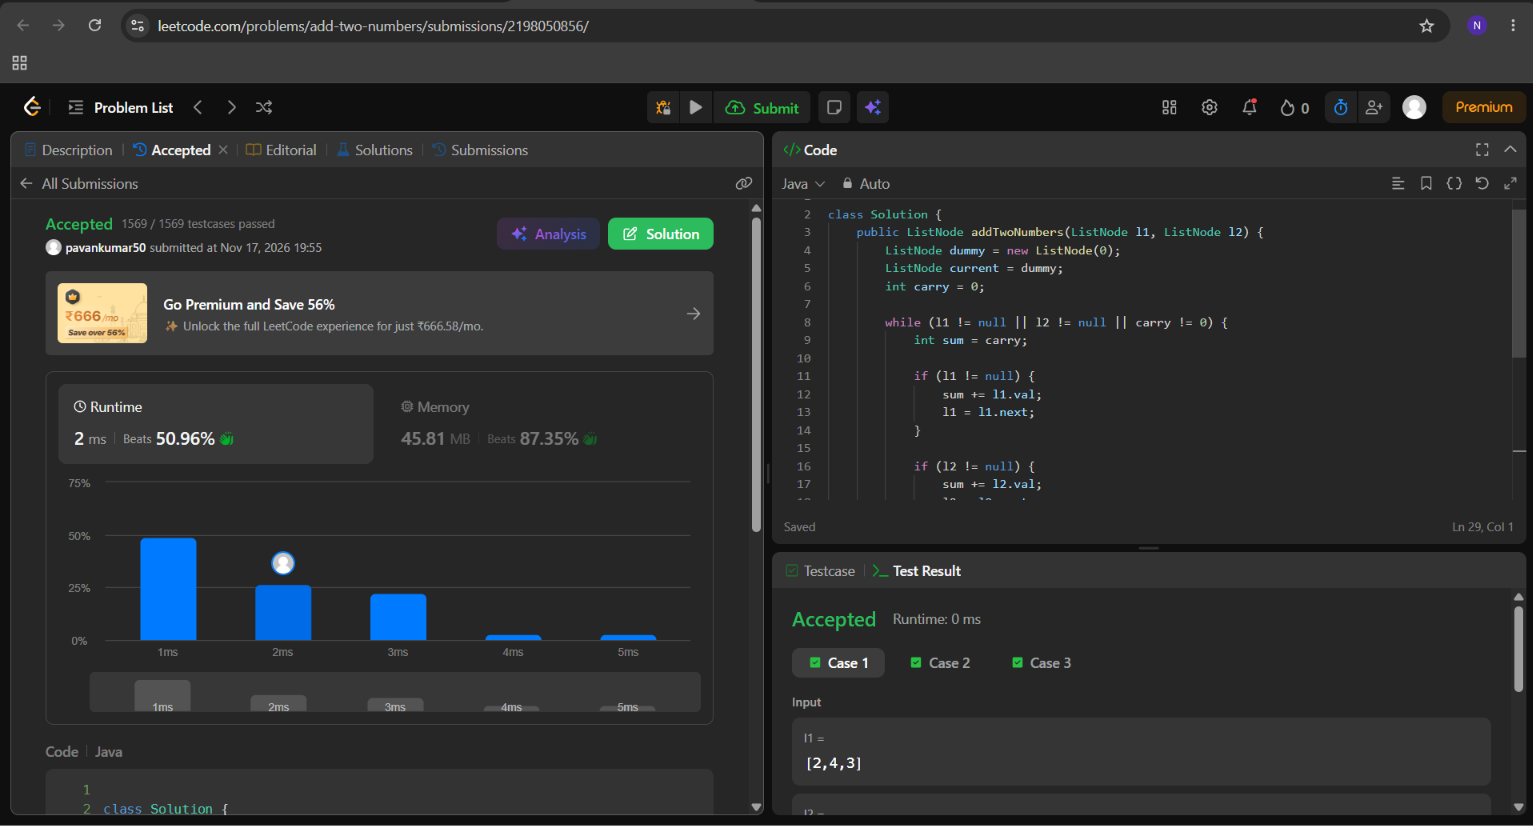 leetcode.com/problems/add-two-numbers/submissions/2198050856/
N
Problem List
Submit
0
Premium
Description
Accepted
Editorial
Solutions
Submissions
All Submissions
Accepted 1569 / 1569 testcases passed
pavankumar50 submitted at Nov 17, 2026 19:55
Analysis
Solution
₹666/mo
Save over 56%
Go Premium and Save 56%
✨ Unlock the full LeetCode experience for just ₹666.58/mo.
Runtime
2 ms Beats 50.96%
Memory
45.81 MB Beats 87.35%
75%
50%
25%
0%
1ms 2ms 3ms 4ms 5ms
1ms 2ms 3ms 4ms 5ms
Code Java
1
2 class Solution {
</> Code
Java Auto
2 class Solution {
3 public ListNode addTwoNumbers(ListNode l1, ListNode l2) {
4 ListNode dummy = new ListNode(0);
5 ListNode current = dummy;
6 int carry = 0;
7
8 while (l1 != null || l2 != null || carry != 0) {
9 int sum = carry;
10
11 if (l1 != null) {
12 sum += l1.val;
13 l1 = l1.next;
14 }
15
16 if (l2 != null) {
17 sum += l2.val;
Saved
Ln 29, Col 1
Testcase
>_ Test Result
Accepted Runtime: 0 ms
Case 1 Case 2 Case 3
Input
l1 =
[2,4,3]